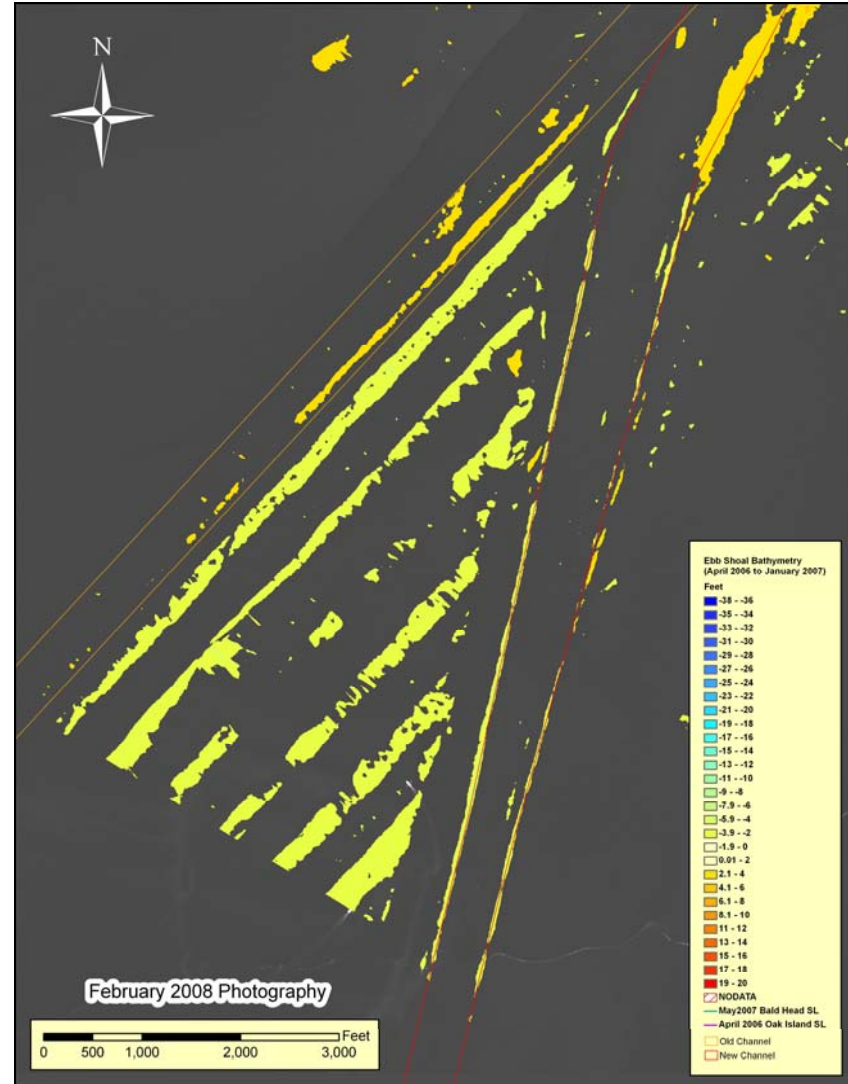 N
Ebb Shoal Bathymetry
(April 2006 to January 2007)
Feet
-38 - -36
-35 - -34
-33 - -32
-31 - -30
-29 - -28
-27 - -26
-25 - -24
-23 - -22
-21 - -20
-19 - -18
-17 - -16
-15 - -14
-13 - -12
-11 - -10
-9 - -8
-7.9 - -6
-5.9 - -4
-3.9 - -2
-1.9 - 0
0.01 - 2
2.1 - 4
4.1 - 6
6.1 - 8
8.1 - 10
11 - 12
13 - 14
15 - 16
17 - 18
19 - 20
NODATA
May2007 Bald Head SL
April 2006 Oak Island SL
Old Channel
New Channel
February 2008 Photography
Feet
0 500 1,000 2,000 3,000